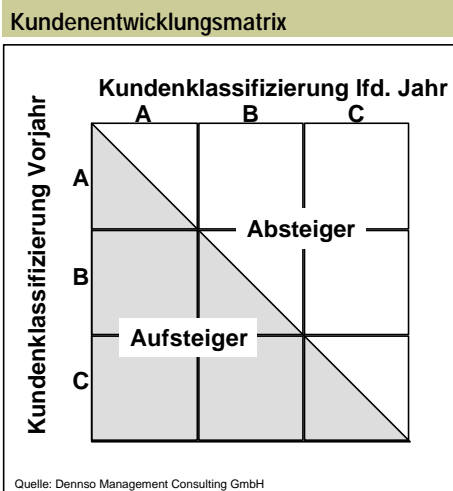 Kundenentwicklungsmatrix
Kundenklassifizierung lfd. Jahr
A B C
Kundenklassifizierung Vorjahr
A
Absteiger
B
Aufsteiger
C
Quelle: Dennso Management Consulting GmbH